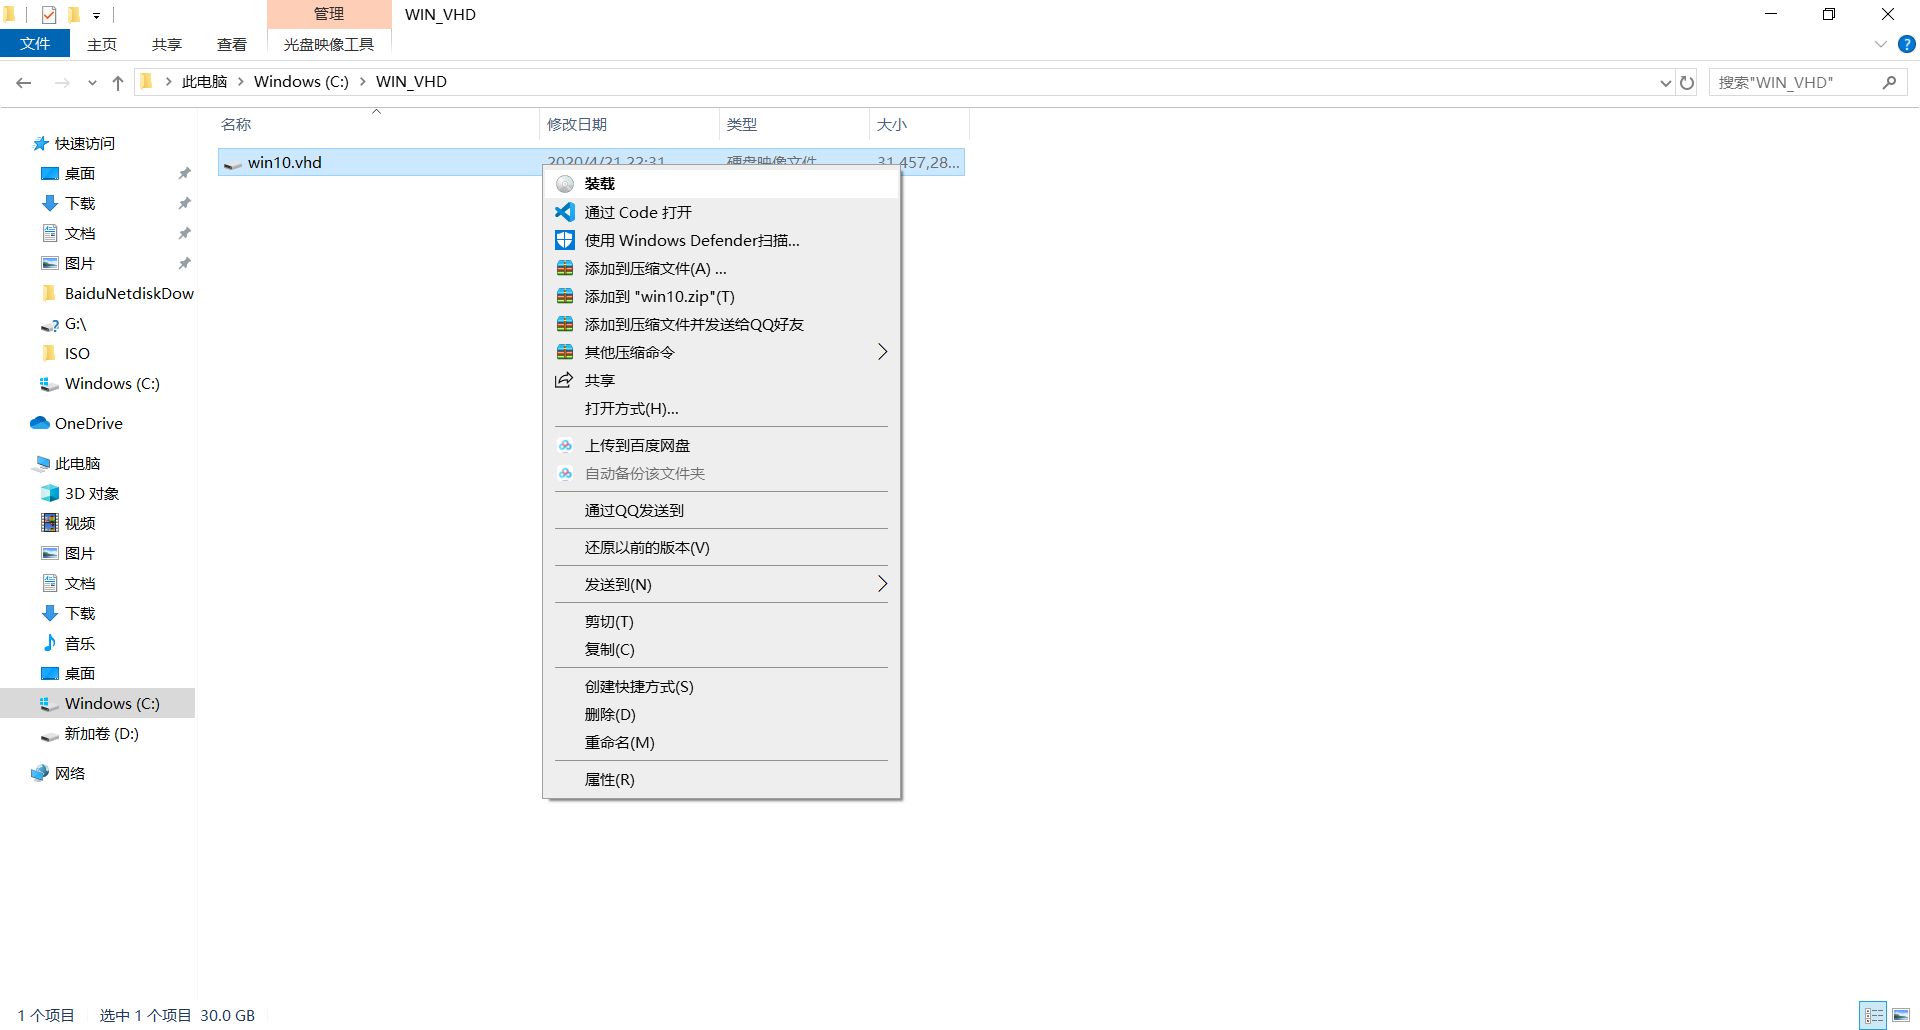 管理
WIN_VHD
文件
主页
共享
查看
光盘映像工具
此电脑
Windows (C:)
WIN_VHD
搜索"WIN_VHD"
名称
修改日期
类型
大小
win10.vhd
2020/4/21 22:31
硬盘映像文件
31,457,28...
快速访问
桌面
下载
文档
图片
BaiduNetdiskDow
G:\
ISO
Windows (C:)
OneDrive
此电脑
3D 对象
视频
图片
文档
下载
音乐
桌面
Windows (C:)
新加卷 (D:)
网络
装载
通过 Code 打开
使用 Windows Defender扫描...
添加到压缩文件(A) ...
添加到 "win10.zip"(T)
添加到压缩文件并发送给QQ好友
其他压缩命令
共享
打开方式(H)...
上传到百度网盘
自动备份该文件夹
通过QQ发送到
还原以前的版本(V)
发送到(N)
剪切(T)
复制(C)
创建快捷方式(S)
删除(D)
重命名(M)
属性(R)
1 个项目
选中 1 个项目 30.0 GB